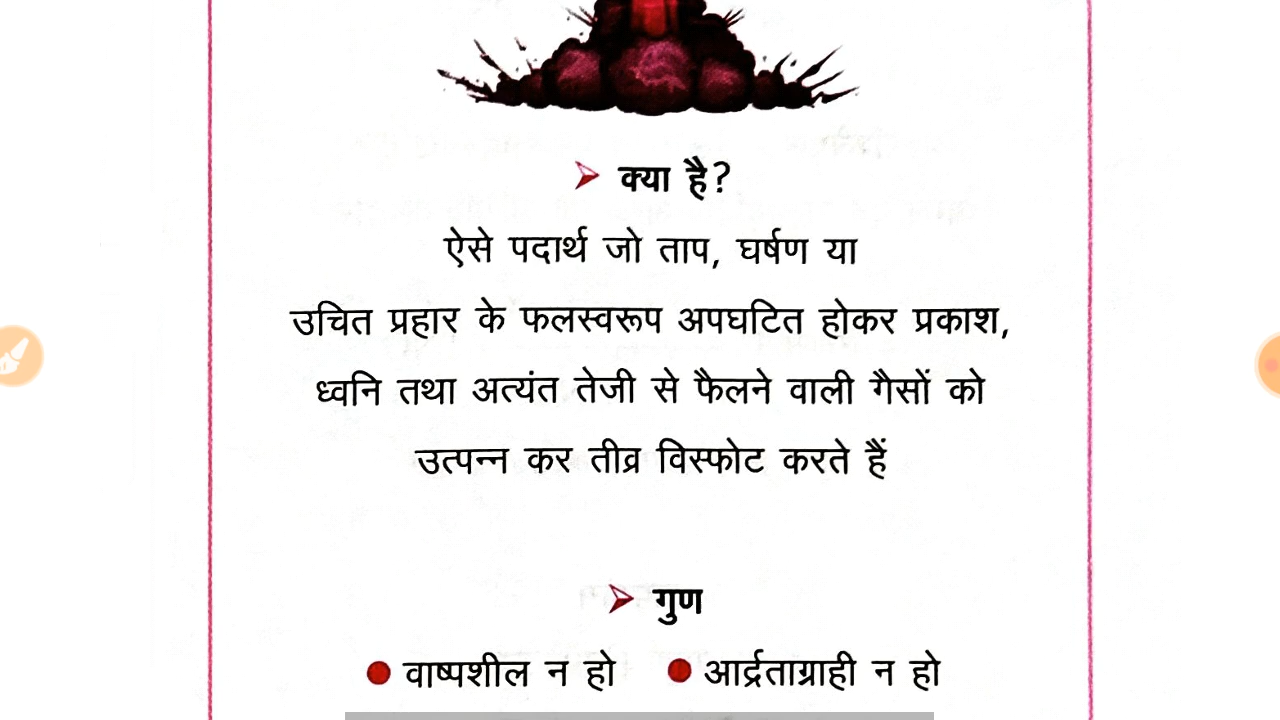 ➢ क्या है?
ऐसे पदार्थ जो ताप, घर्षण या
उचित प्रहार के फलस्वरूप अपघटित होकर प्रकाश,
ध्वनि तथा अत्यंत तेजी से फैलने वाली गैसों को
उत्पन्न कर तीव्र विस्फोट करते हैं
➢ गुण
● वाष्पशील न हो ● आर्द्रताग्राही न हो